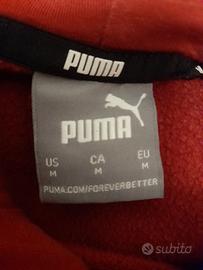 PUMA
PUMA
US CA EU
M M M
PUMA.COM/FOREVERBETTER
subito